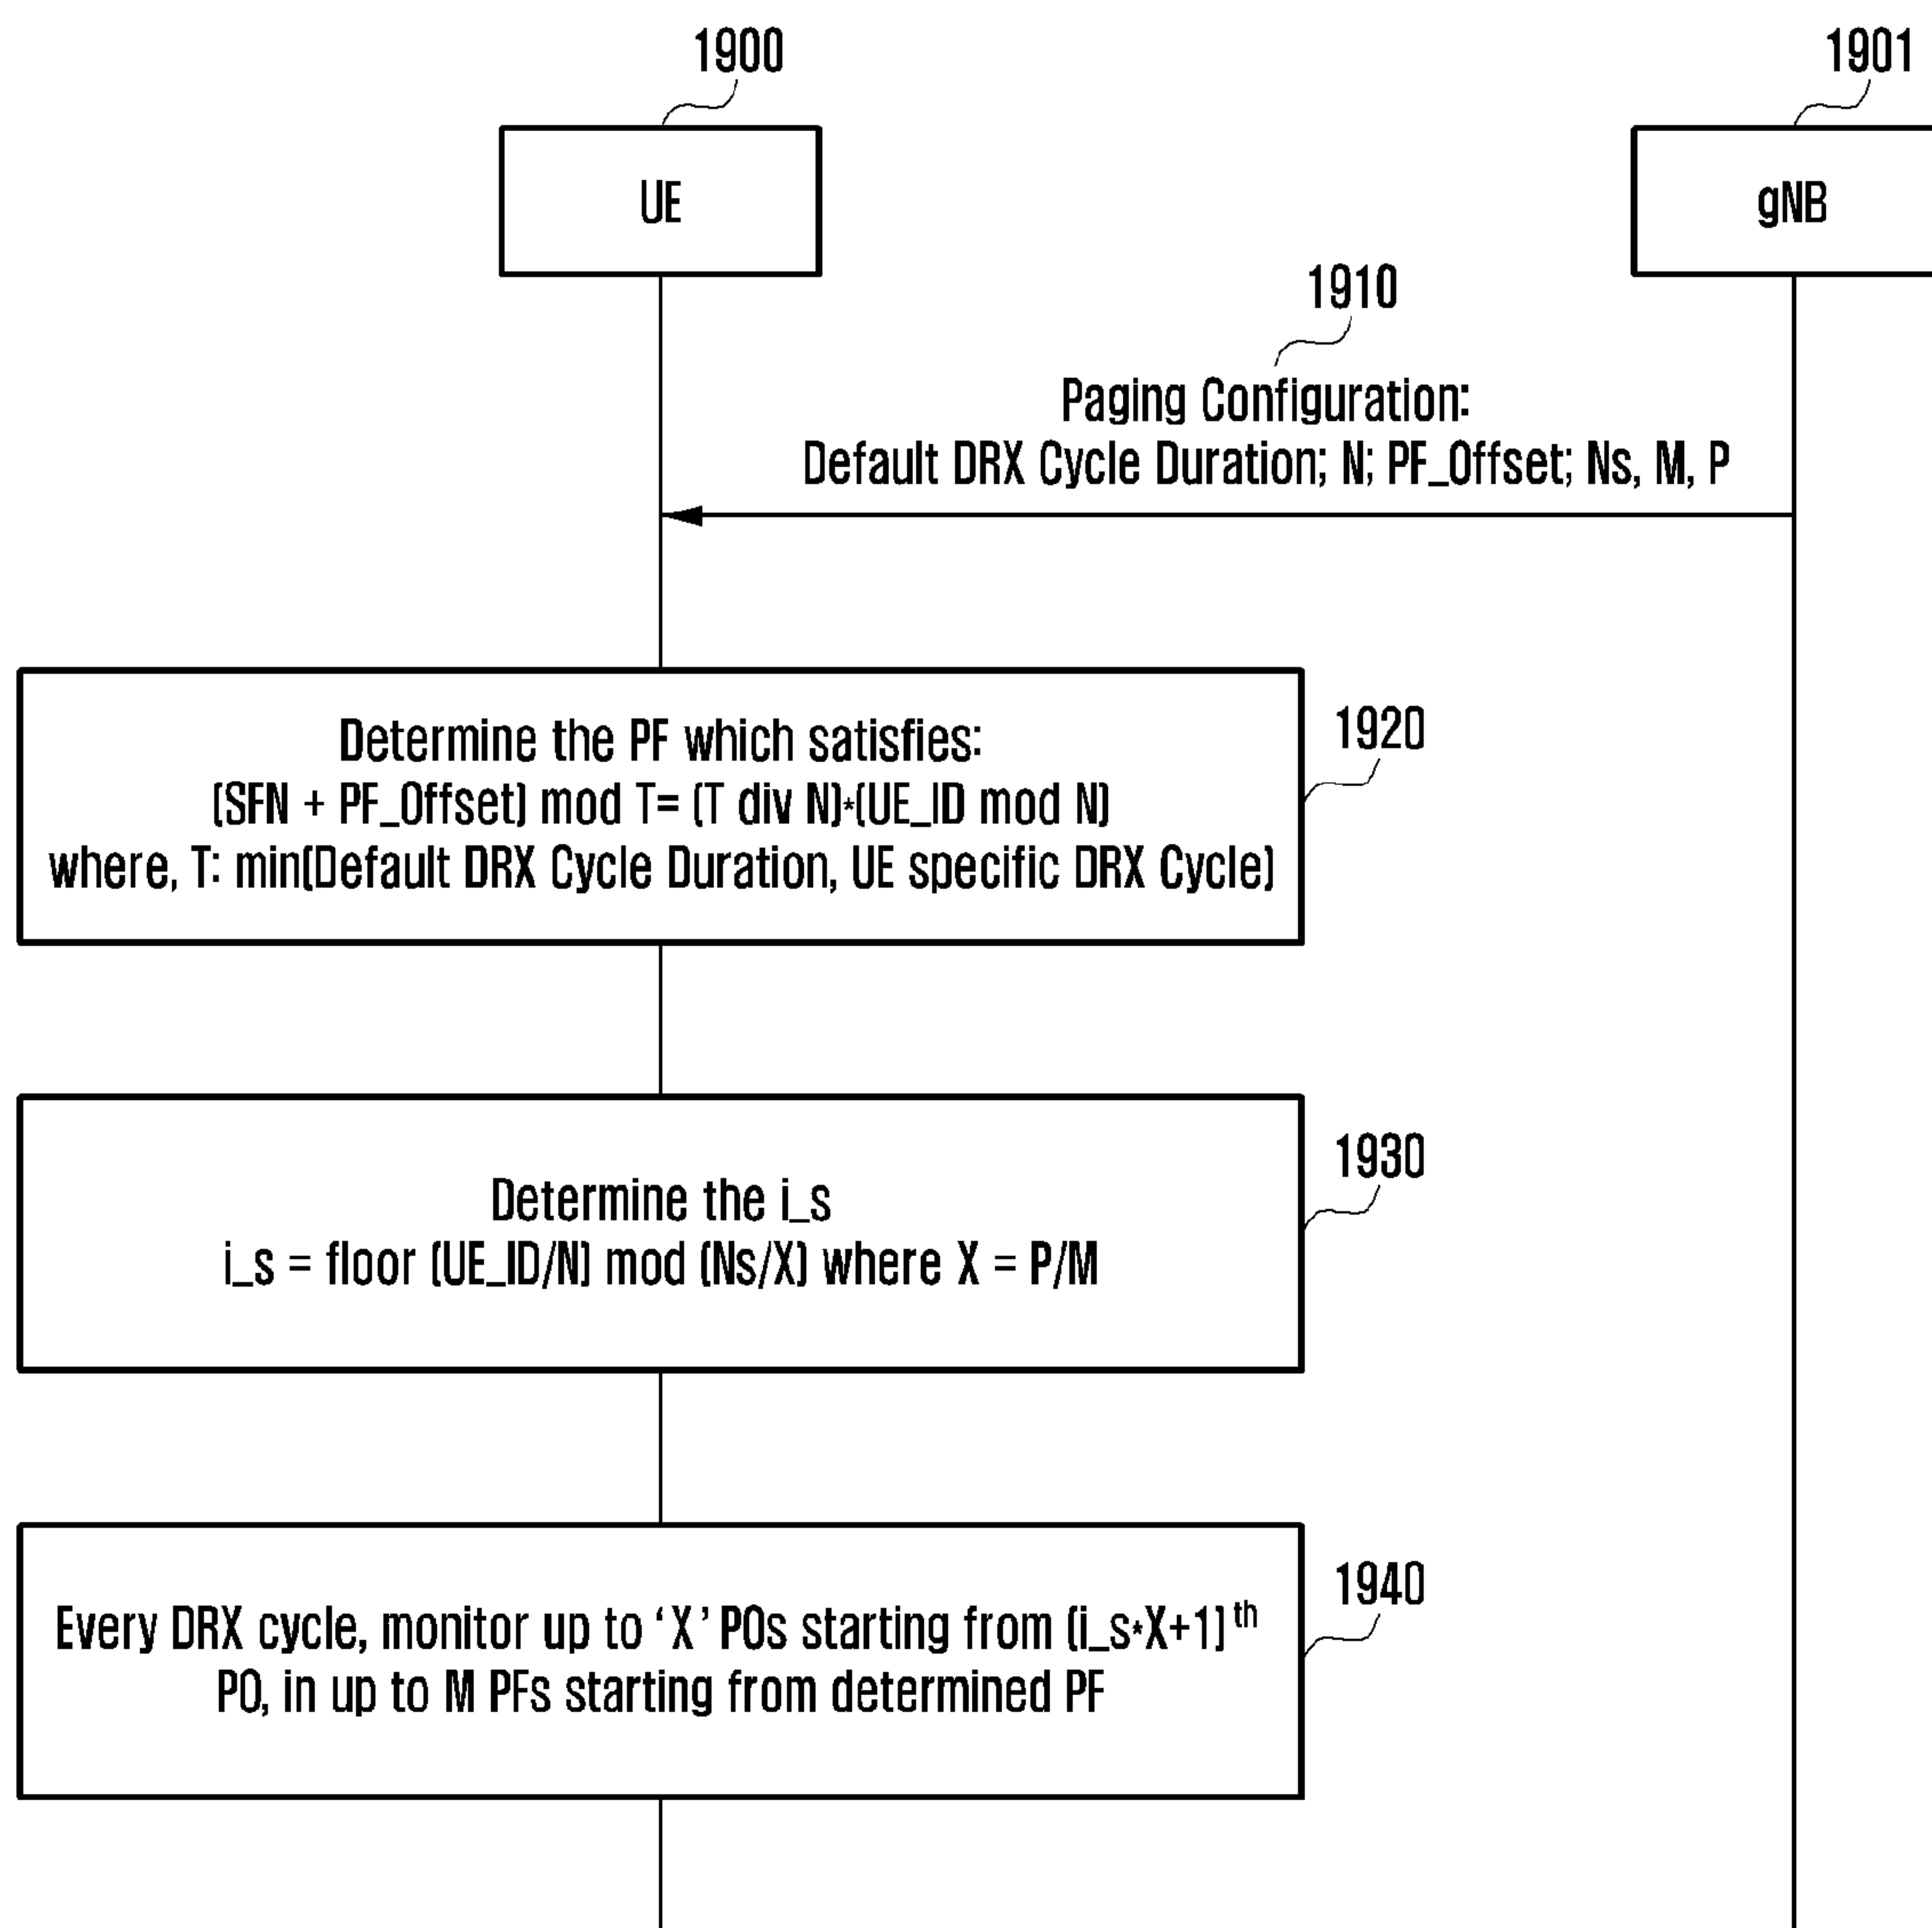 1900
1901
UE
gNB
1910
Paging Configuration:
Default DRX Cycle Duration; N; PF_Offset; Ns, M, P
Determine the PF which satisfies:
(SFN + PF_Offset) mod T= (T div N)*(UE_ID mod N)
where, T: min(Default DRX Cycle Duration, UE specific DRX Cycle)
1920
Determine the i_s
i_s = floor (UE_ID/N) mod (Ns/X) where X = P/M
1930
Every DRX cycle, monitor up to ‘X’ POs starting from (i_s*X+1)th
PO, in up to M PFs starting from determined PF
1940